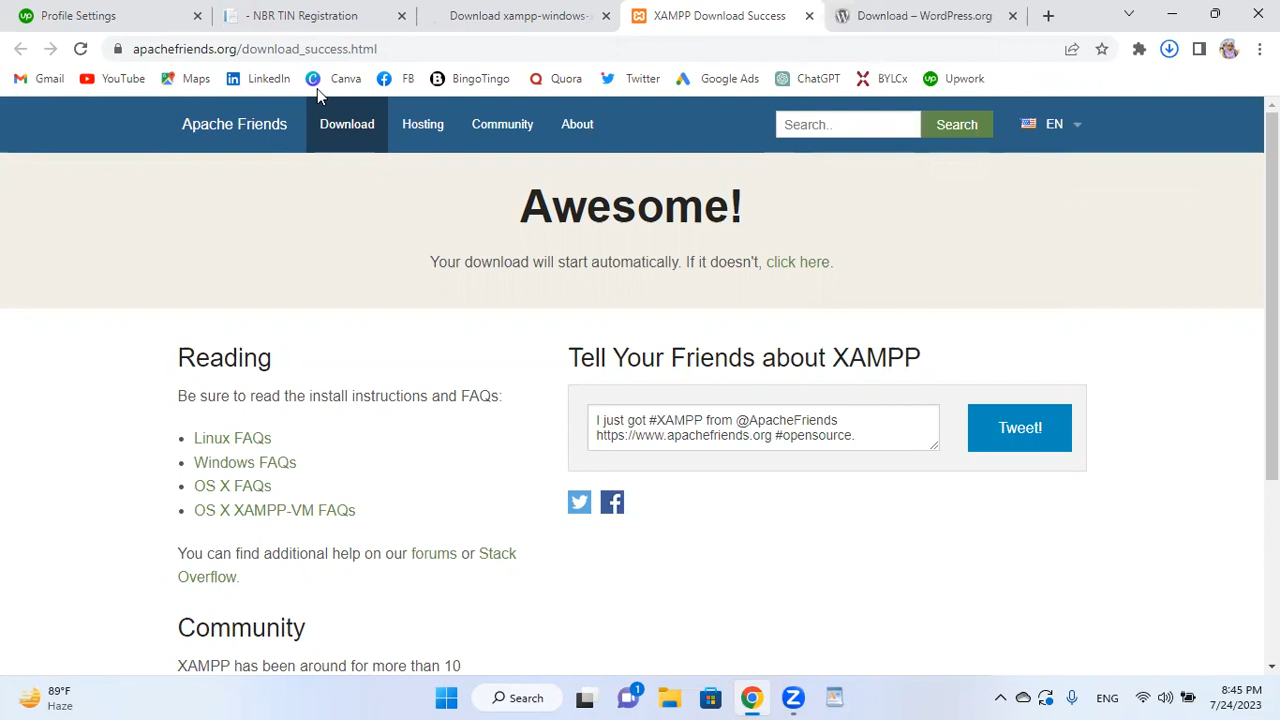 Profile Settings
- NBR TIN Registration
Download xampp-windows-
XAMPP Download Success
Download – WordPress.org
apachefriends.org/download_success.html
Gmail
YouTube
Maps
LinkedIn
Canva
FB
BingoTingo
Quora
Twitter
Google Ads
ChatGPT
BYLCx
Upwork
Apache Friends
Download
Hosting
Community
About
Search..
Search
EN
Awesome!
Your download will start automatically. If it doesn't, click here.
Reading
Be sure to read the install instructions and FAQs:
Linux FAQs
Windows FAQs
OS X FAQs
OS X XAMPP-VM FAQs
You can find additional help on our forums or Stack
Overflow.
Community
XAMPP has been around for more than 10
Tell Your Friends about XAMPP
I just got #XAMPP from @ApacheFriends
https://www.apachefriends.org #opensource.
Tweet!
89°F
Haze
Search
1
ENG
8:45 PM
7/24/2023